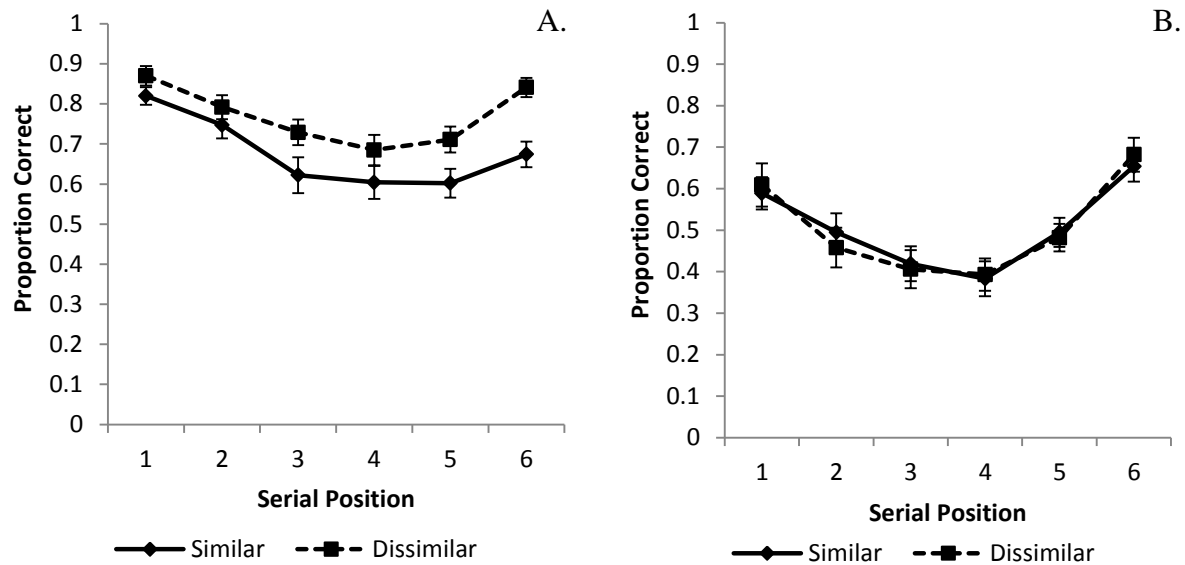 A.
Proportion Correct
1
0.9
0.8
0.7
0.6
0.5
0.4
0.3
0.2
0.1
0
1 2 3 4 5 6
Serial Position
Similar Dissimilar
B.
Proportion Correct
1
0.9
0.8
0.7
0.6
0.5
0.4
0.3
0.2
0.1
0
1 2 3 4 5 6
Serial Position
Similar Dissimilar